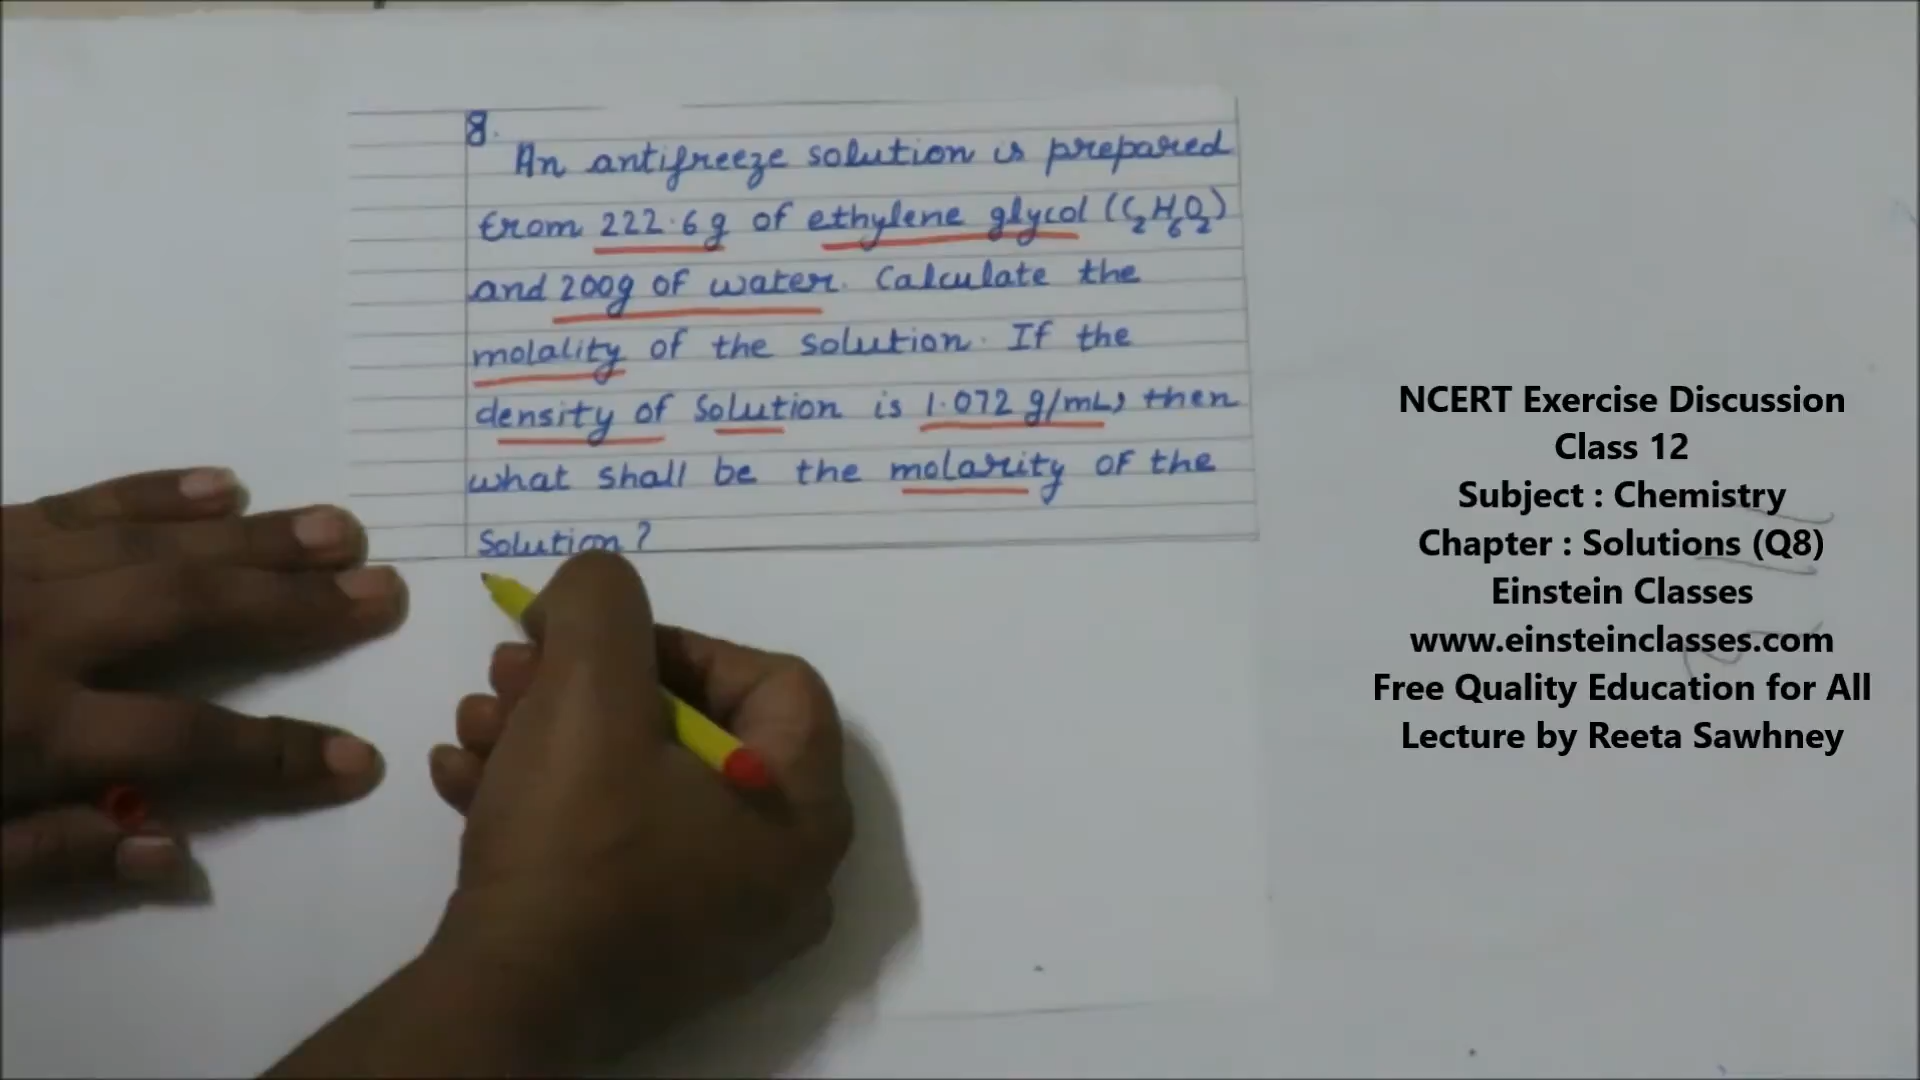 8.
An antifreeze solution is prepared
from 222.6 g of ethylene glycol (C₂H₆O₂)
and 200g of water. Calculate the
molality of the solution. If the
density of solution is 1.072 g/mL, then
what shall be the molarity of the
solution?
NCERT Exercise Discussion
Class 12
Subject : Chemistry
Chapter : Solutions (Q8)
Einstein Classes
www.einsteinclasses.com
Free Quality Education for All
Lecture by Reeta Sawhney